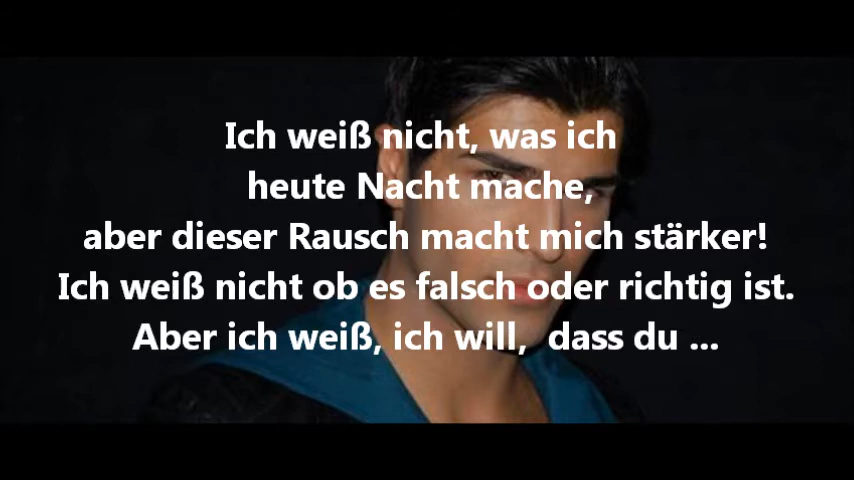 Ich weiß nicht, was ich
heute Nacht mache,
aber dieser Rausch macht mich stärker!
Ich weiß nicht ob es falsch oder richtig ist.
Aber ich weiß, ich will, dass du ...